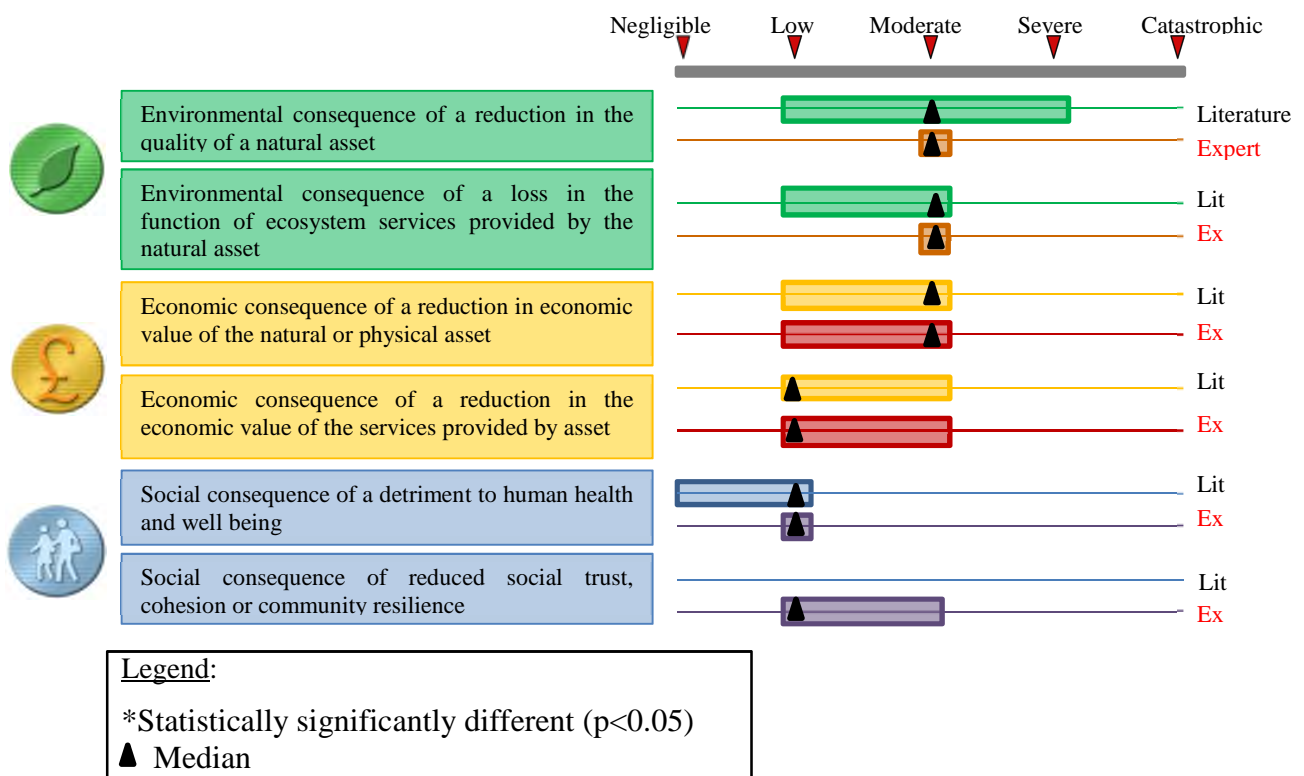 Negligible Low Moderate Severe Catastrophic
Environmental consequence of a reduction in the
quality of a natural asset
Literature
Expert
Environmental consequence of a loss in the
function of ecosystem services provided by the
natural asset
Lit
Ex
Economic consequence of a reduction in economic
value of the natural or physical asset
Lit
Ex
£
Economic consequence of a reduction in the
economic value of the services provided by asset
Lit
Ex
Social consequence of a detriment to human health
and well being
Lit
Ex
Social consequence of reduced social trust,
cohesion or community resilience
Lit
Ex
Legend:
*Statistically significantly different (p<0.05)
Median